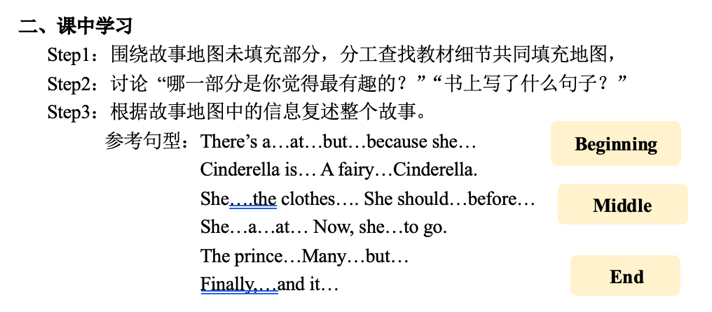 二、课中学习
Step1：围绕故事地图未填充部分，分工查找教材细节共同填充地图，
Step2：讨论“哪一部分是你觉得最有趣的？”“书上写了什么句子？”
Step3：根据故事地图中的信息复述整个故事。
参考句型：There’s a…at…but…because she…
Beginning
Cinderella is… A fairy…Cinderella.
She….the clothes…. She should…before…
Middle
She…a…at… Now, she…to go.
The prince…Many…but…
End
Finally,…and it…